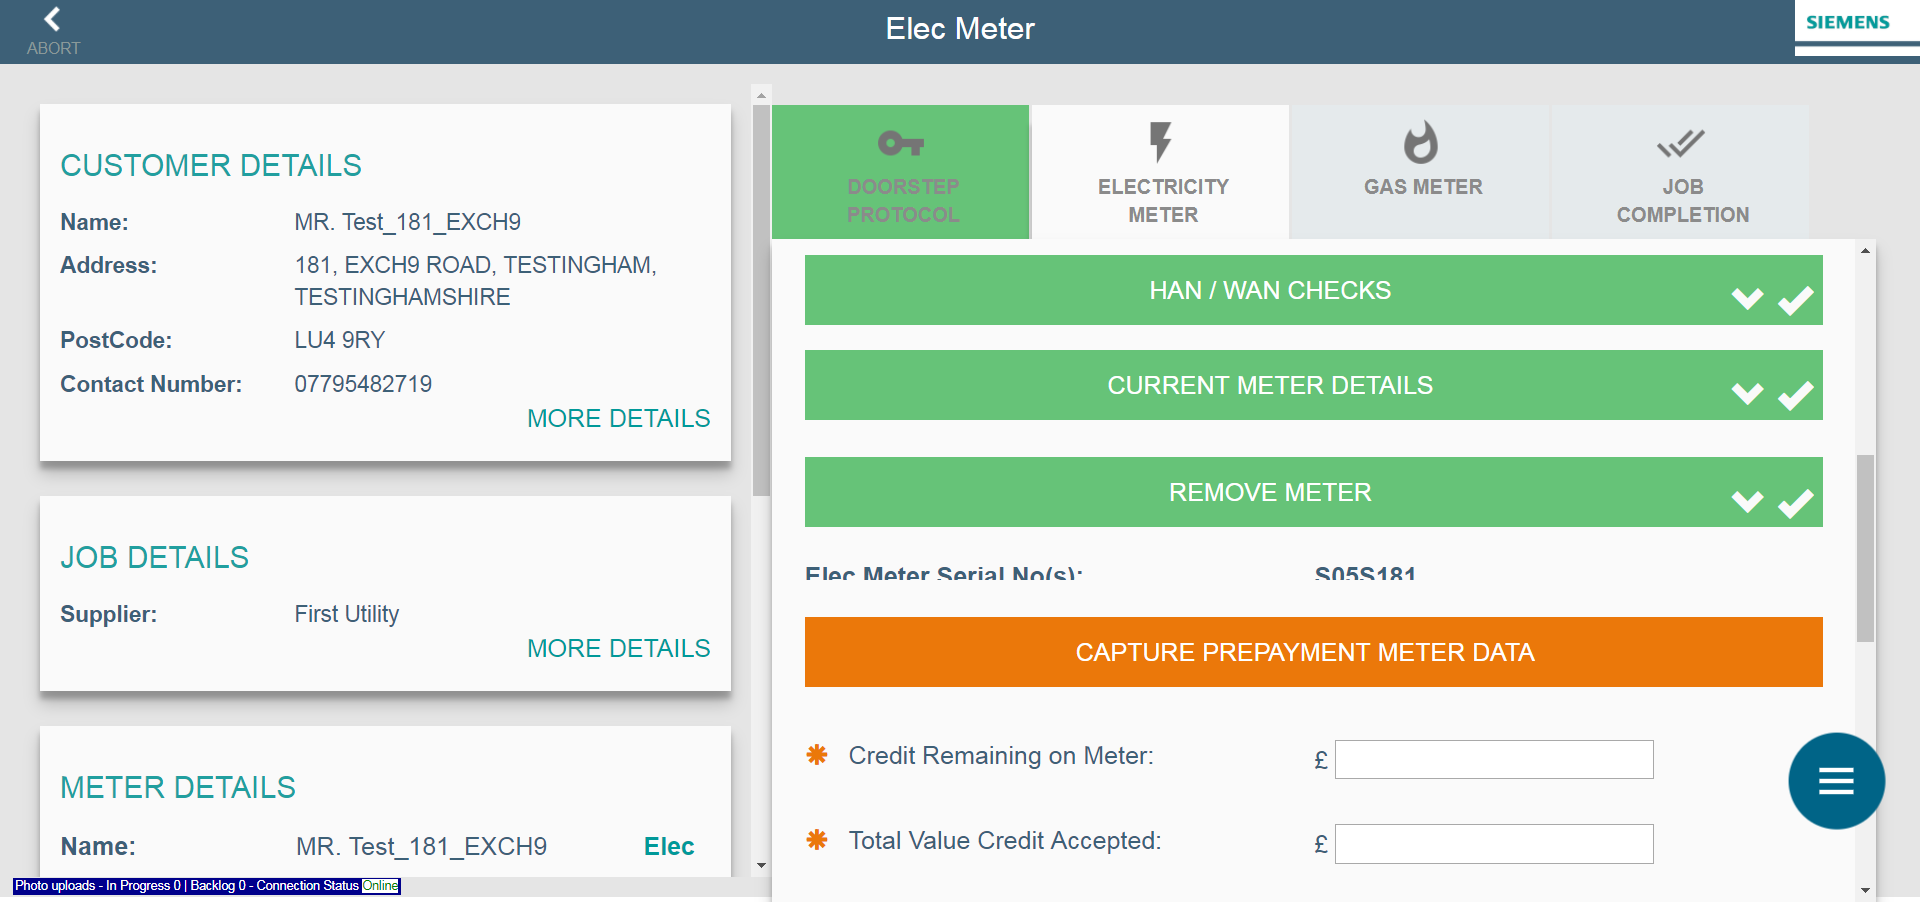 ABORT
Elec Meter
SIEMENS
CUSTOMER DETAILS
Name: MR. Test_181_EXCH9
Address: 181, EXCH9 ROAD, TESTINGHAM,
TESTINGHAMSHIRE
PostCode: LU4 9RY
Contact Number: 07795482719
MORE DETAILS
JOB DETAILS
Supplier: First Utility
MORE DETAILS
METER DETAILS
Name: MR. Test_181_EXCH9 Elec
Photo uploads - In Progress 0 | Backlog 0 - Connection Status Online
DOORSTEP
PROTOCOL
ELECTRICITY
METER
GAS METER
JOB
COMPLETION
HAN / WAN CHECKS
CURRENT METER DETAILS
REMOVE METER
Elec Meter Serial No(s): S05S181
CAPTURE PREPAYMENT METER DATA
✱ Credit Remaining on Meter: £
✱ Total Value Credit Accepted: £